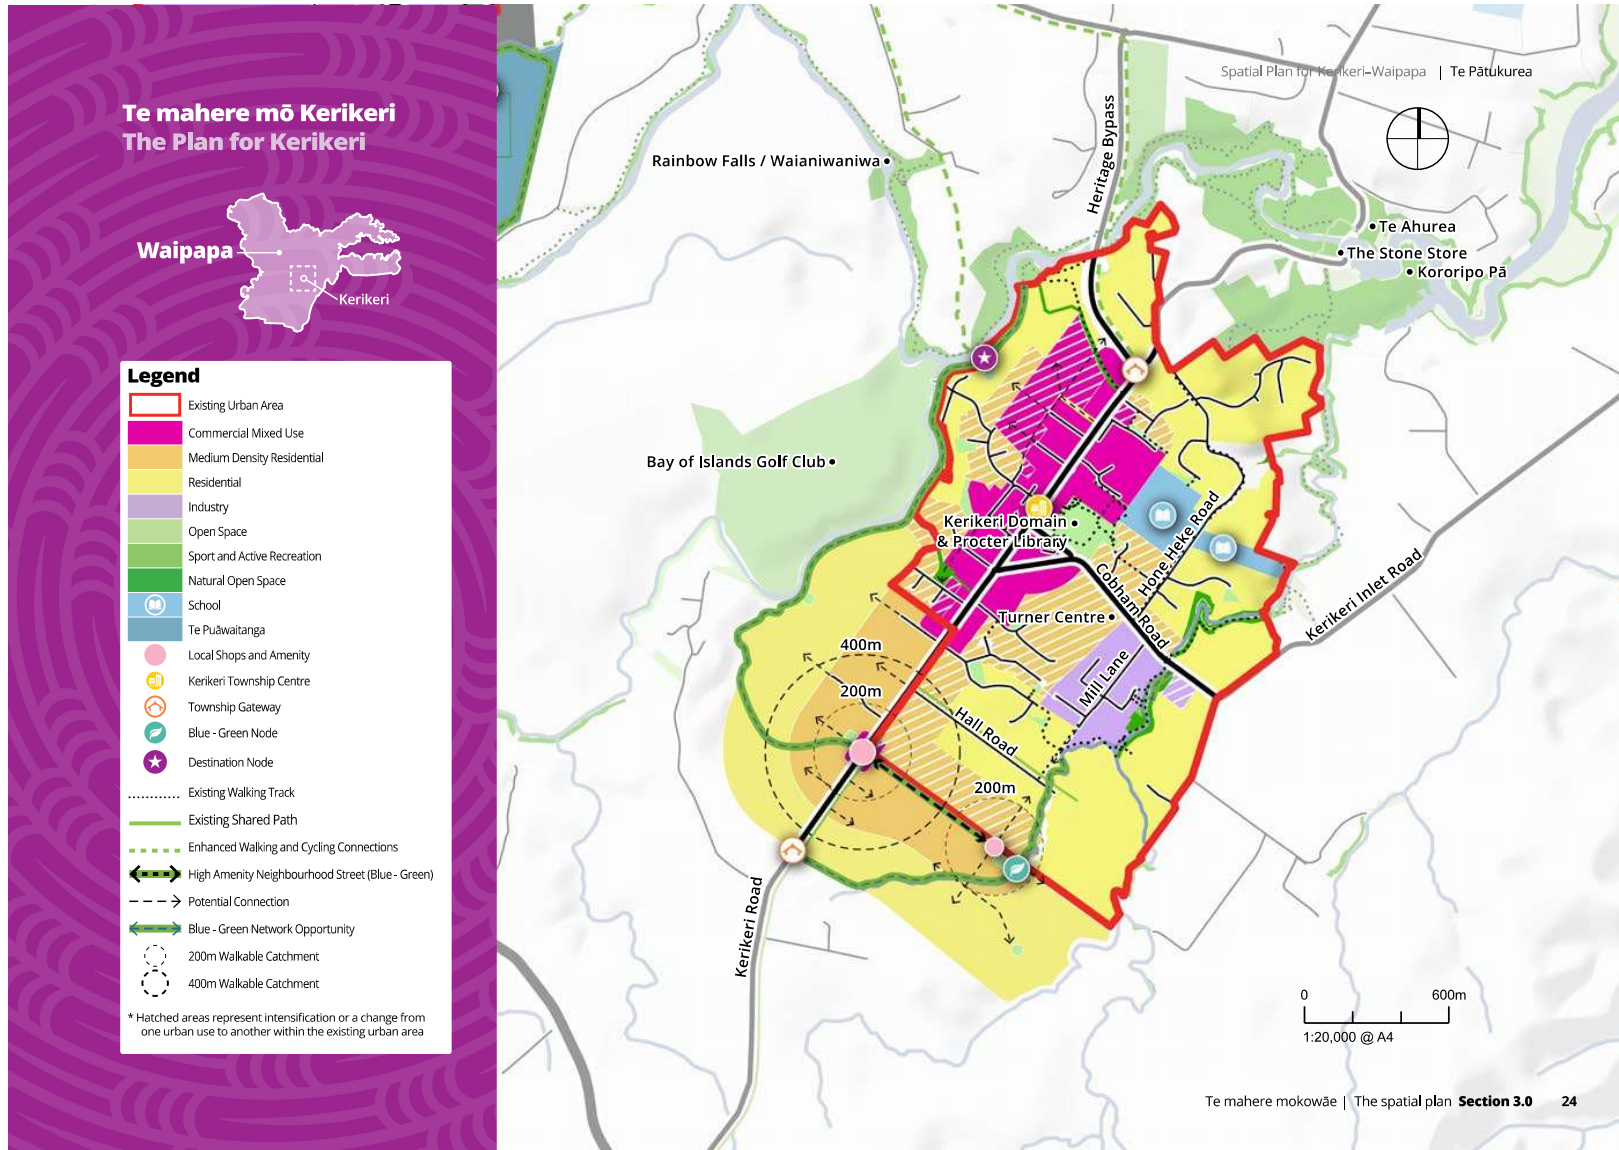 Te mahere mō Kerikeri
The Plan for Kerikeri
Waipapa
Kerikeri
Legend
Existing Urban Area
Commercial Mixed Use
Medium Density Residential
Residential
Industry
Open Space
Sport and Active Recreation
Natural Open Space
School
Te Puāwaitanga
Local Shops and Amenity
Kerikeri Township Centre
Township Gateway
Blue - Green Node
Destination Node
Existing Walking Track
Existing Shared Path
Enhanced Walking and Cycling Connections
High Amenity Neighbourhood Street (Blue - Green)
Potential Connection
Blue - Green Network Opportunity
200m Walkable Catchment
400m Walkable Catchment
* Hatched areas represent intensification or a change from
one urban use to another within the existing urban area
Spatial Plan for Kerikeri–Waipapa | Te Pātukurea
Heritage Bypass
Rainbow Falls / Waianiwaniwa
Te Ahurea
The Stone Store
Kororipo Pā
Bay of Islands Golf Club
Kerikeri Domain
& Procter Library
Hone Heke Road
Cobham Road
Kerikeri Inlet Road
Turner Centre
400m
200m
Mill Lane
Hall Road
200m
Kerikeri Road
0 600m
1:20,000 @ A4
Te mahere mokowāe | The spatial plan Section 3.0 24